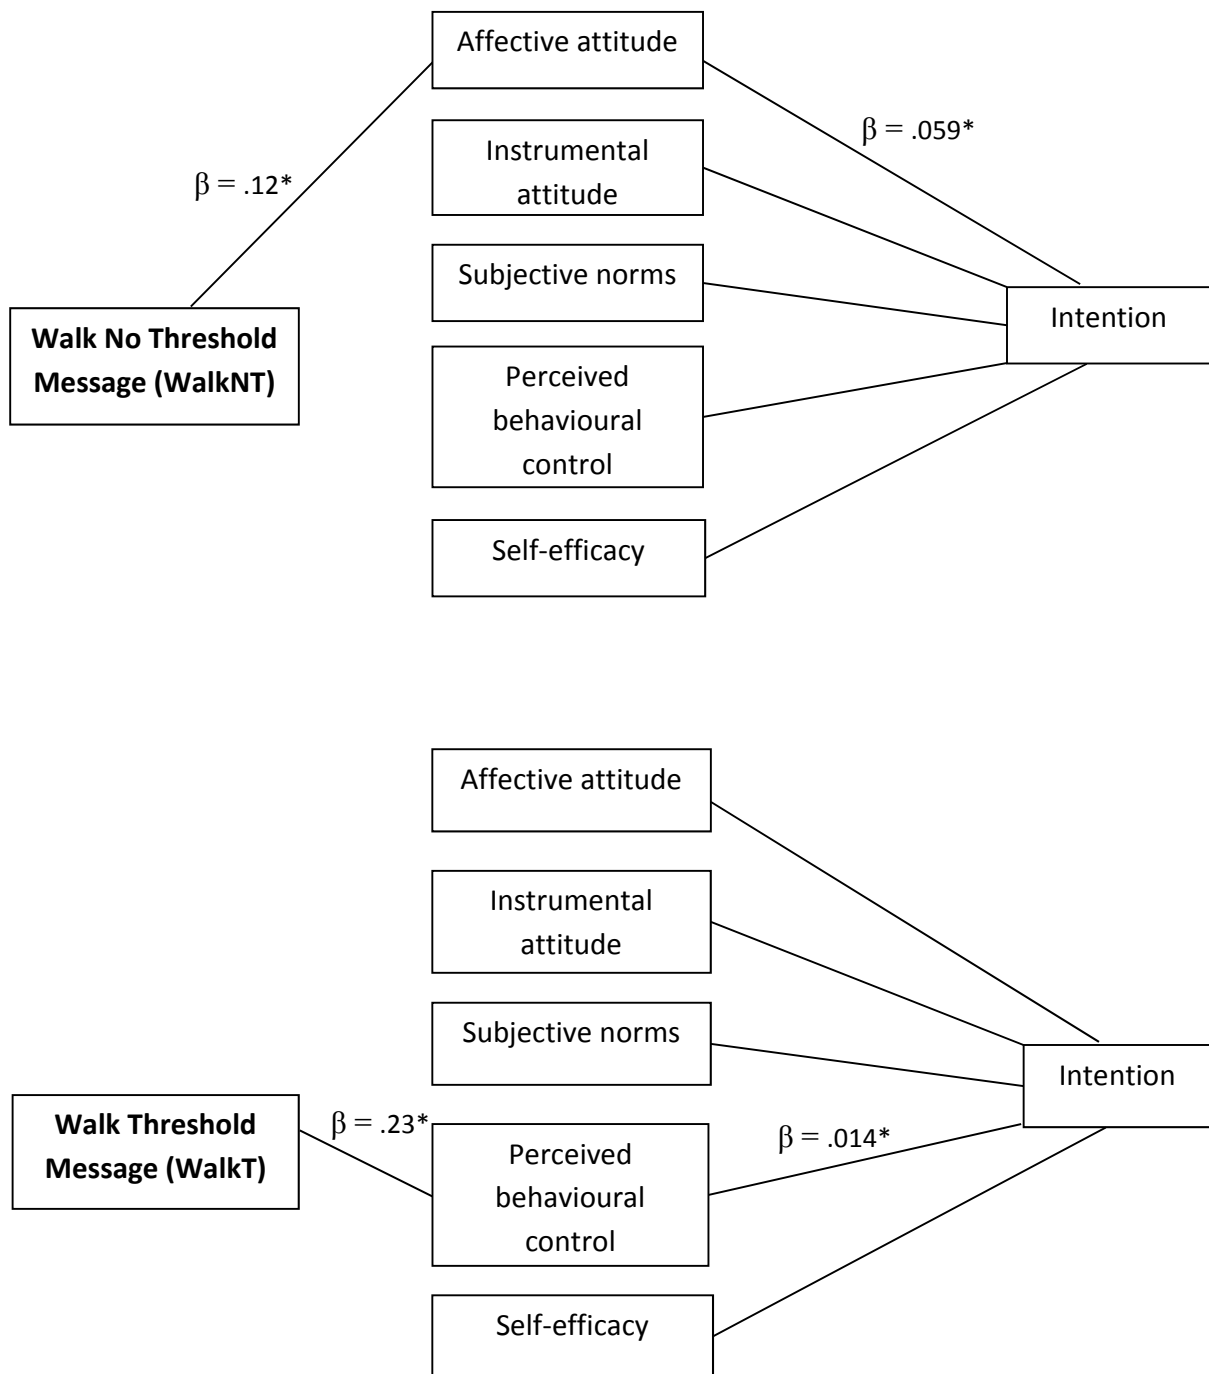 Affective attitude
β = .059*
Instrumental
attitude
β = .12*
Subjective norms
Walk No Threshold
Message (WalkNT)
Intention
Perceived
behavioural
control
Self-efficacy
Affective attitude
Instrumental
attitude
Subjective norms
Intention
Walk Threshold
Message (WalkT)
β = .23*
β = .014*
Perceived
behavioural
control
Self-efficacy